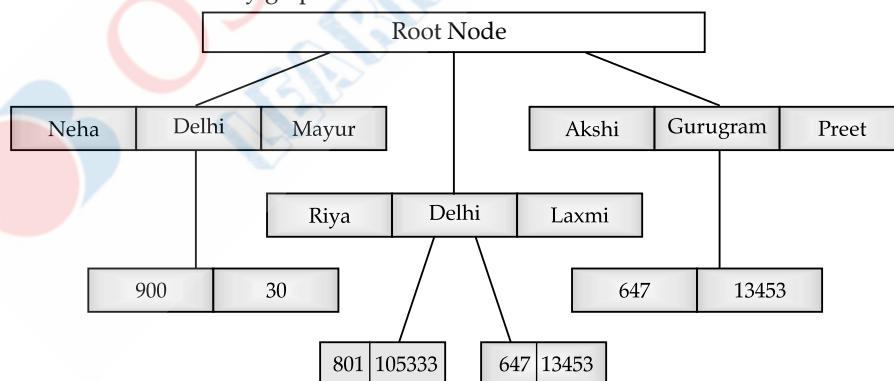 Root Node
Neha Delhi Mayur
Akshi Gurugram Preet
Riya Delhi Laxmi
900 30
647 13453
801 105333
647 13453